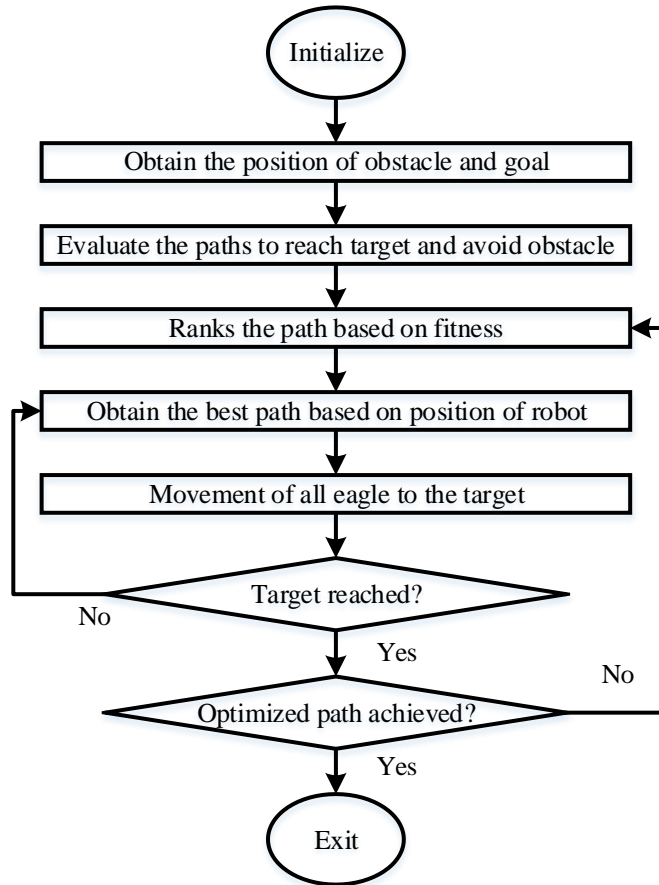 Initialize
Obtain the position of obstacle and goal
Evaluate the paths to reach target and avoid obstacle
Ranks the path based on fitness
Obtain the best path based on position of robot
Movement of all eagle to the target
Target reached?
No
Yes
No
Optimized path achieved?
Yes
Exit